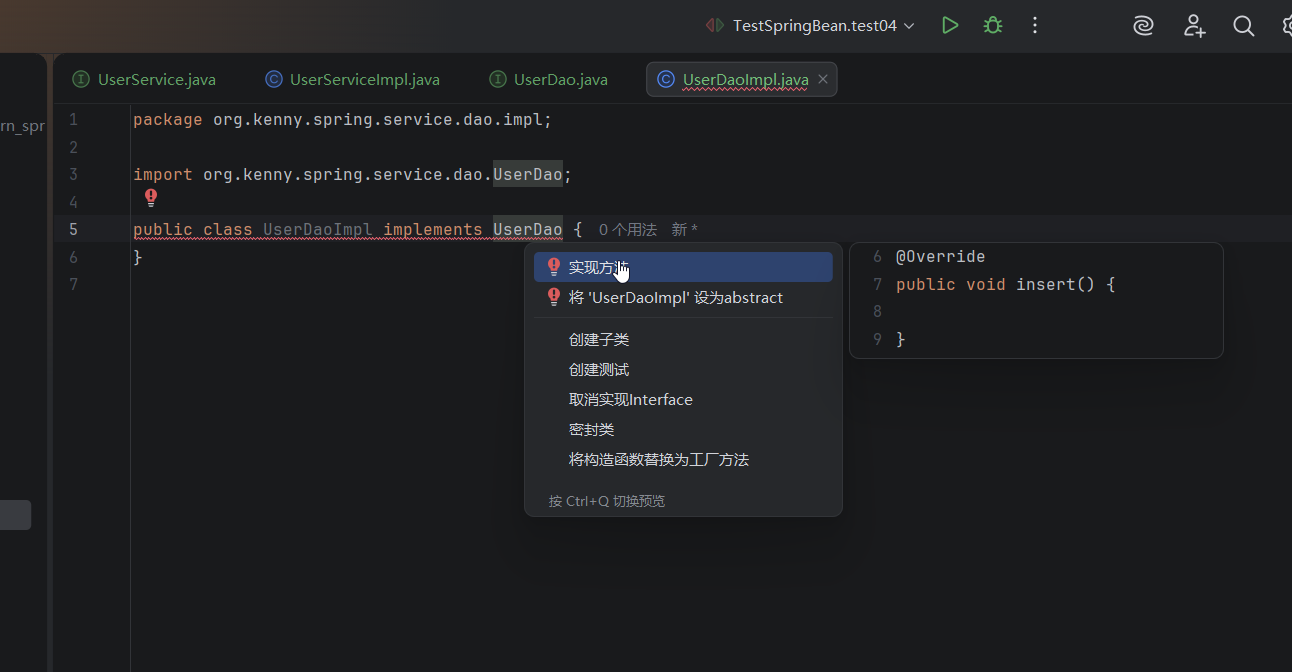 TestSpringBean.test04
UserService.java
UserServiceImpl.java
UserDao.java
UserDaoImpl.java
rn_spr
1 package org.kenny.spring.service.dao.impl;
2
3 import org.kenny.spring.service.dao.UserDao;
4
5 public class UserDaoImpl implements UserDao { 0 个用法 新 *
6 }
7
实现方法
将 'UserDaoImpl' 设为abstract
创建子类
创建测试
取消实现Interface
密封类
将构造函数替换为工厂方法
按 Ctrl+Q 切换预览
6 @Override
7 public void insert() {
8
9 }